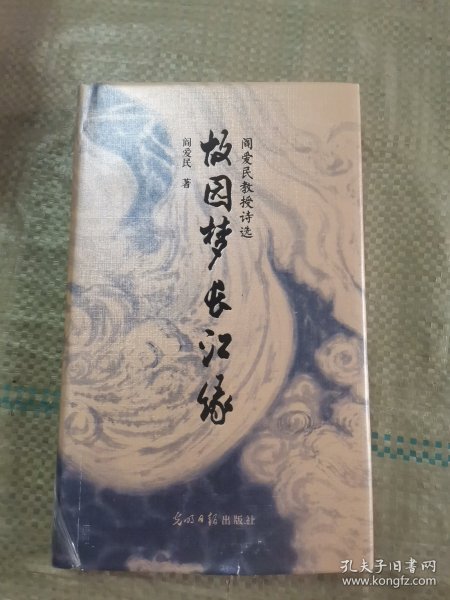 阎爱民教授诗选
故园梦长江缘
阎爱民 著
光明日报出版社
孔夫子旧书网
www.kongfz.com